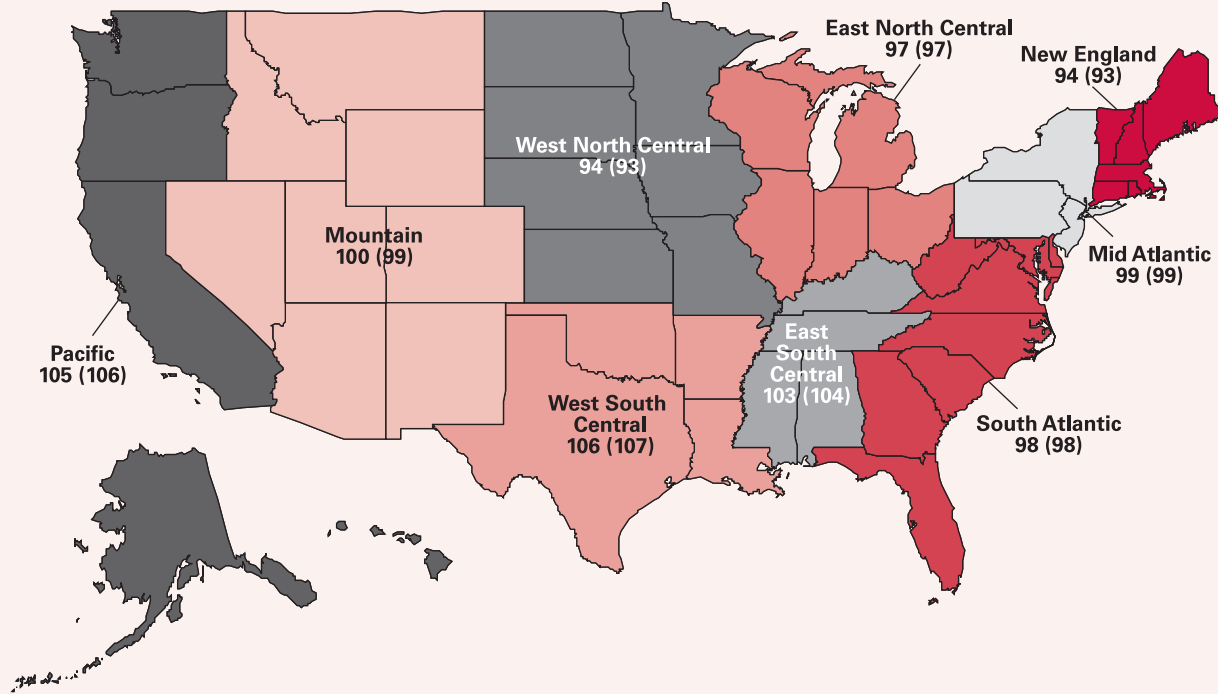 East North Central
97 (97)
New England
94 (93)
West North Central
94 (93)
Mountain
100 (99)
Mid Atlantic
99 (99)
Pacific
105 (106)
East
South
Central
103 (104)
West South
Central
106 (107)
South Atlantic
98 (98)